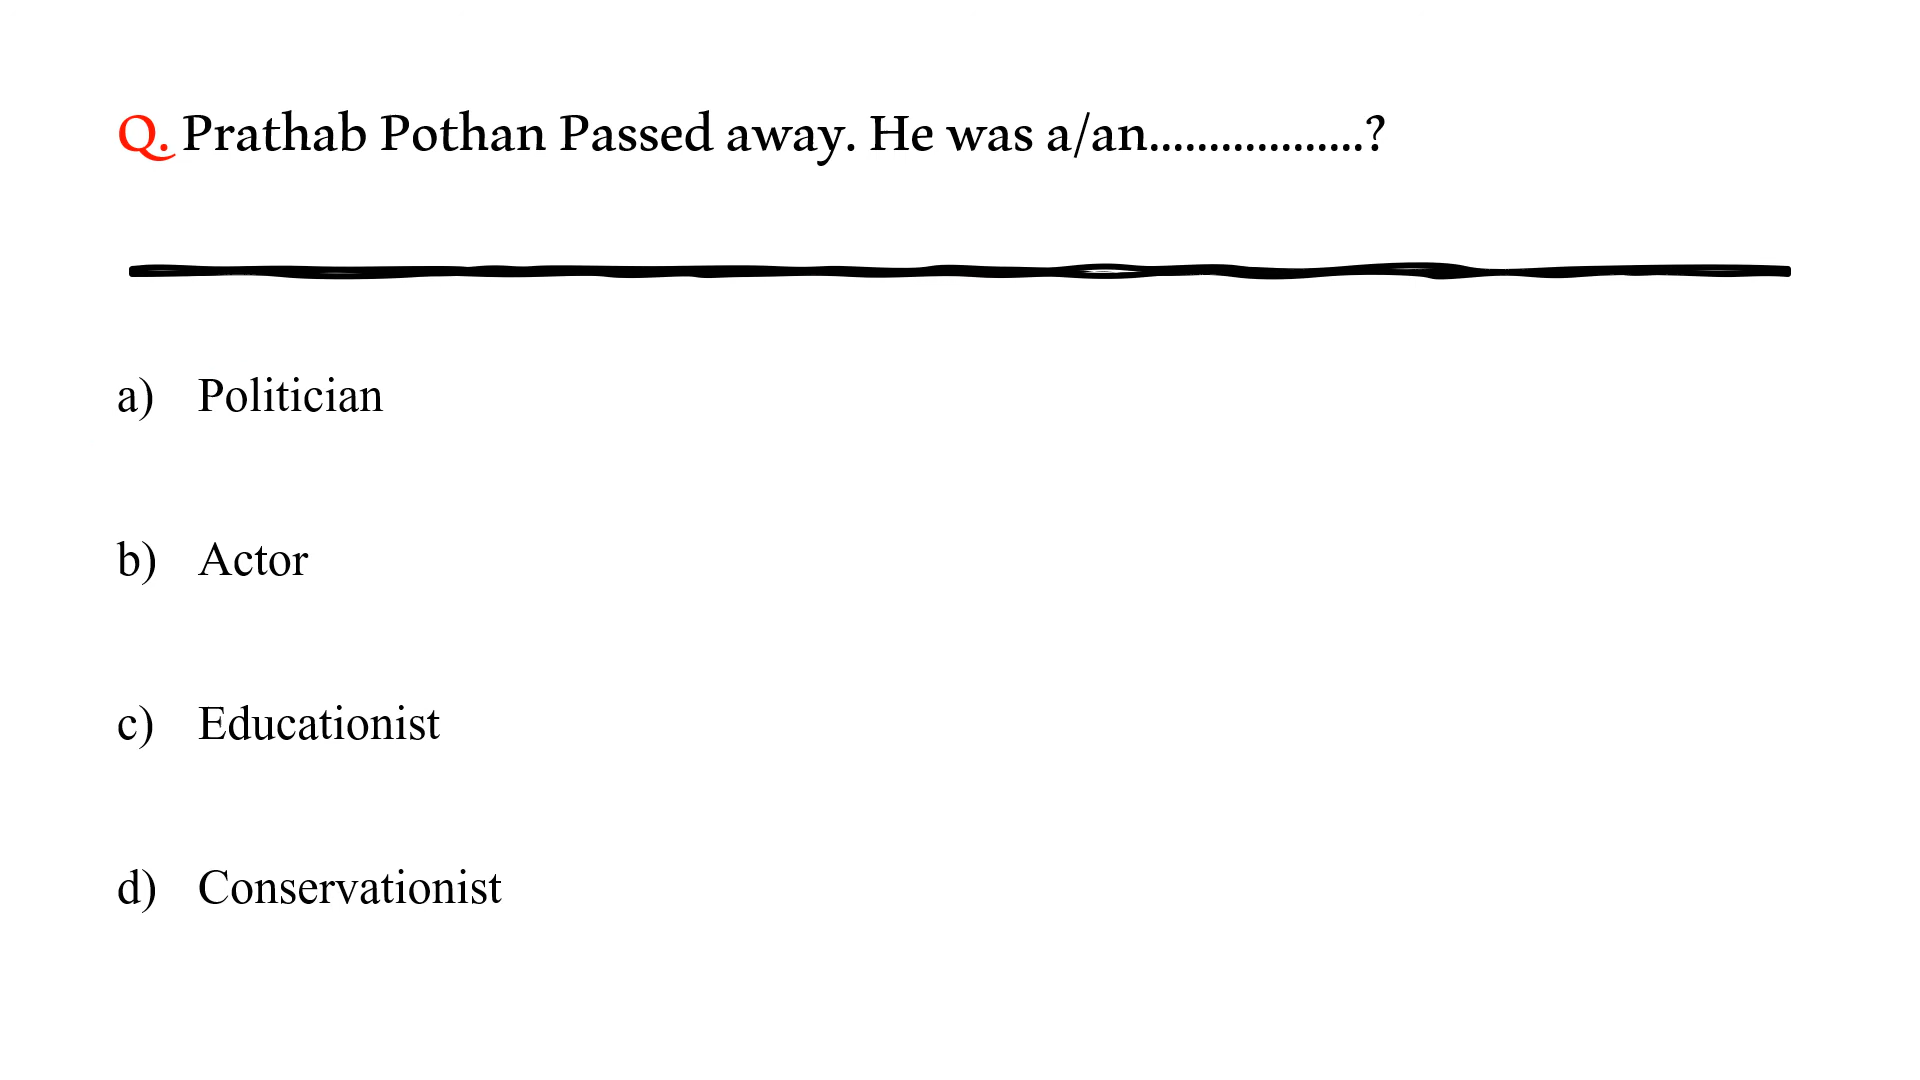 Q. Prathab Pothan Passed away. He was a/an..................?
a) Politician
b) Actor
c) Educationist
d) Conservationist